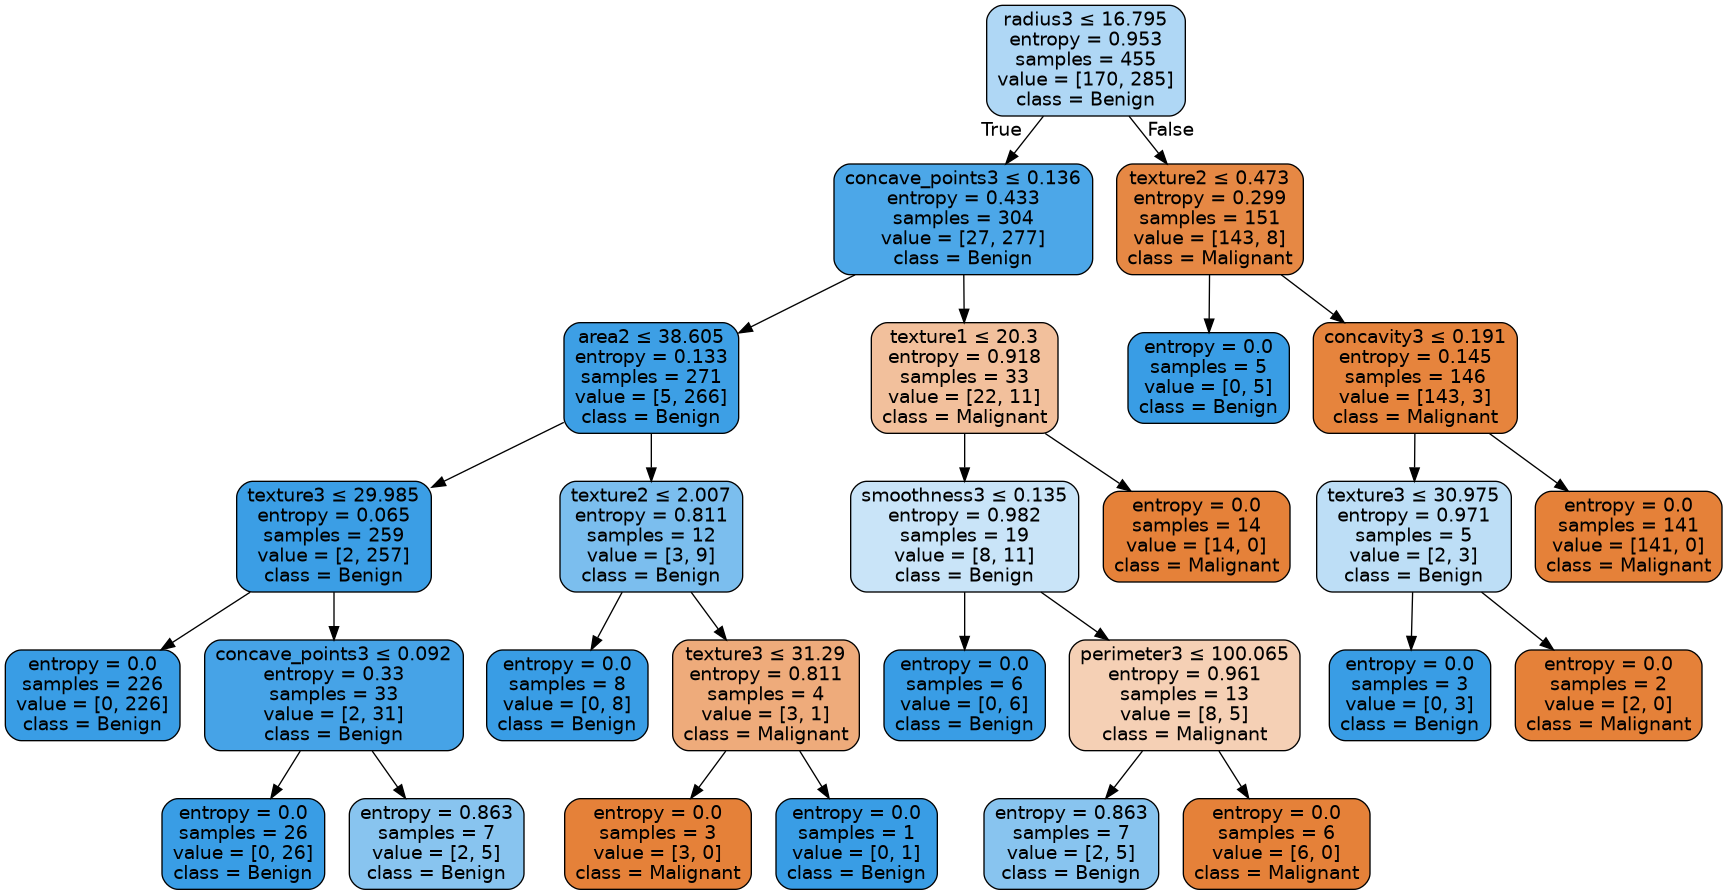 radius3 ≤ 16.795
entropy = 0.953
samples = 455
value = [170, 285]
class = Benign
True
False
concave_points3 ≤ 0.136
entropy = 0.433
samples = 304
value = [27, 277]
class = Benign
texture2 ≤ 0.473
entropy = 0.299
samples = 151
value = [143, 8]
class = Malignant
area2 ≤ 38.605
entropy = 0.133
samples = 271
value = [5, 266]
class = Benign
texture1 ≤ 20.3
entropy = 0.918
samples = 33
value = [22, 11]
class = Malignant
entropy = 0.0
samples = 5
value = [0, 5]
class = Benign
concavity3 ≤ 0.191
entropy = 0.145
samples = 146
value = [143, 3]
class = Malignant
texture3 ≤ 29.985
entropy = 0.065
samples = 259
value = [2, 257]
class = Benign
texture2 ≤ 2.007
entropy = 0.811
samples = 12
value = [3, 9]
class = Benign
smoothness3 ≤ 0.135
entropy = 0.982
samples = 19
value = [8, 11]
class = Benign
entropy = 0.0
samples = 14
value = [14, 0]
class = Malignant
texture3 ≤ 30.975
entropy = 0.971
samples = 5
value = [2, 3]
class = Benign
entropy = 0.0
samples = 141
value = [141, 0]
class = Malignant
entropy = 0.0
samples = 226
value = [0, 226]
class = Benign
concave_points3 ≤ 0.092
entropy = 0.33
samples = 33
value = [2, 31]
class = Benign
entropy = 0.0
samples = 8
value = [0, 8]
class = Benign
texture3 ≤ 31.29
entropy = 0.811
samples = 4
value = [3, 1]
class = Malignant
entropy = 0.0
samples = 6
value = [0, 6]
class = Benign
perimeter3 ≤ 100.065
entropy = 0.961
samples = 13
value = [8, 5]
class = Malignant
entropy = 0.0
samples = 3
value = [0, 3]
class = Benign
entropy = 0.0
samples = 2
value = [2, 0]
class = Malignant
entropy = 0.0
samples = 26
value = [0, 26]
class = Benign
entropy = 0.863
samples = 7
value = [2, 5]
class = Benign
entropy = 0.0
samples = 3
value = [3, 0]
class = Malignant
entropy = 0.0
samples = 1
value = [0, 1]
class = Benign
entropy = 0.863
samples = 7
value = [2, 5]
class = Benign
entropy = 0.0
samples = 6
value = [6, 0]
class = Malignant